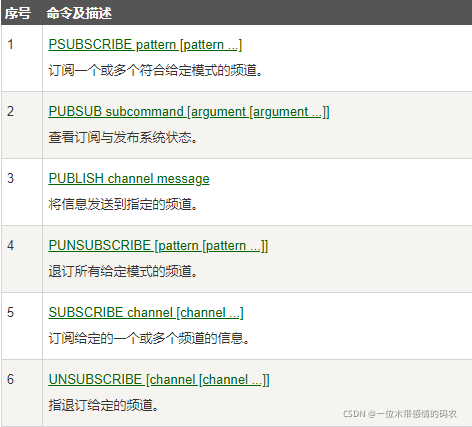 序号 命令及描述
1 PSUBSCRIBE pattern [pattern ...]
订阅一个或多个符合给定模式的频道。
2 PUBSUB subcommand [argument [argument ...]]
查看订阅与发布系统状态。
3 PUBLISH channel message
将信息发送到指定的频道。
4 PUNSUBSCRIBE [pattern [pattern ...]]
退订所有给定模式的频道。
5 SUBSCRIBE channel [channel ...]
订阅给定的一个或多个频道的信息。
6 UNSUBSCRIBE [channel [channel ...]]
指退订给定的频道。
CSDN @一位木带感情的码农